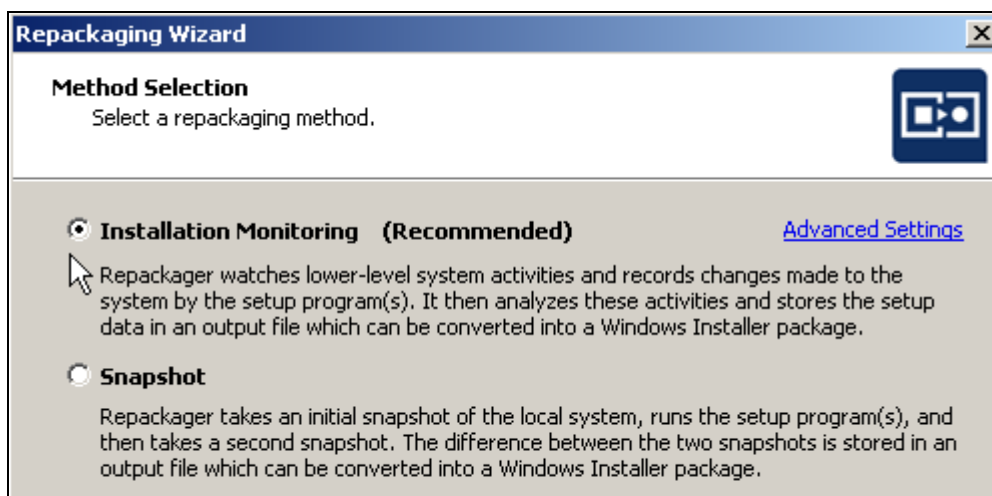 Repackaging Wizard
Method Selection
Select a repackaging method.
Installation Monitoring (Recommended) Advanced Settings
Repackager watches lower-level system activities and records changes made to the
system by the setup program(s). It then analyzes these activities and stores the setup
data in an output file which can be converted into a Windows Installer package.
Snapshot
Repackager takes an initial snapshot of the local system, runs the setup program(s), and
then takes a second snapshot. The difference between the two snapshots is stored in an
output file which can be converted into a Windows Installer package.